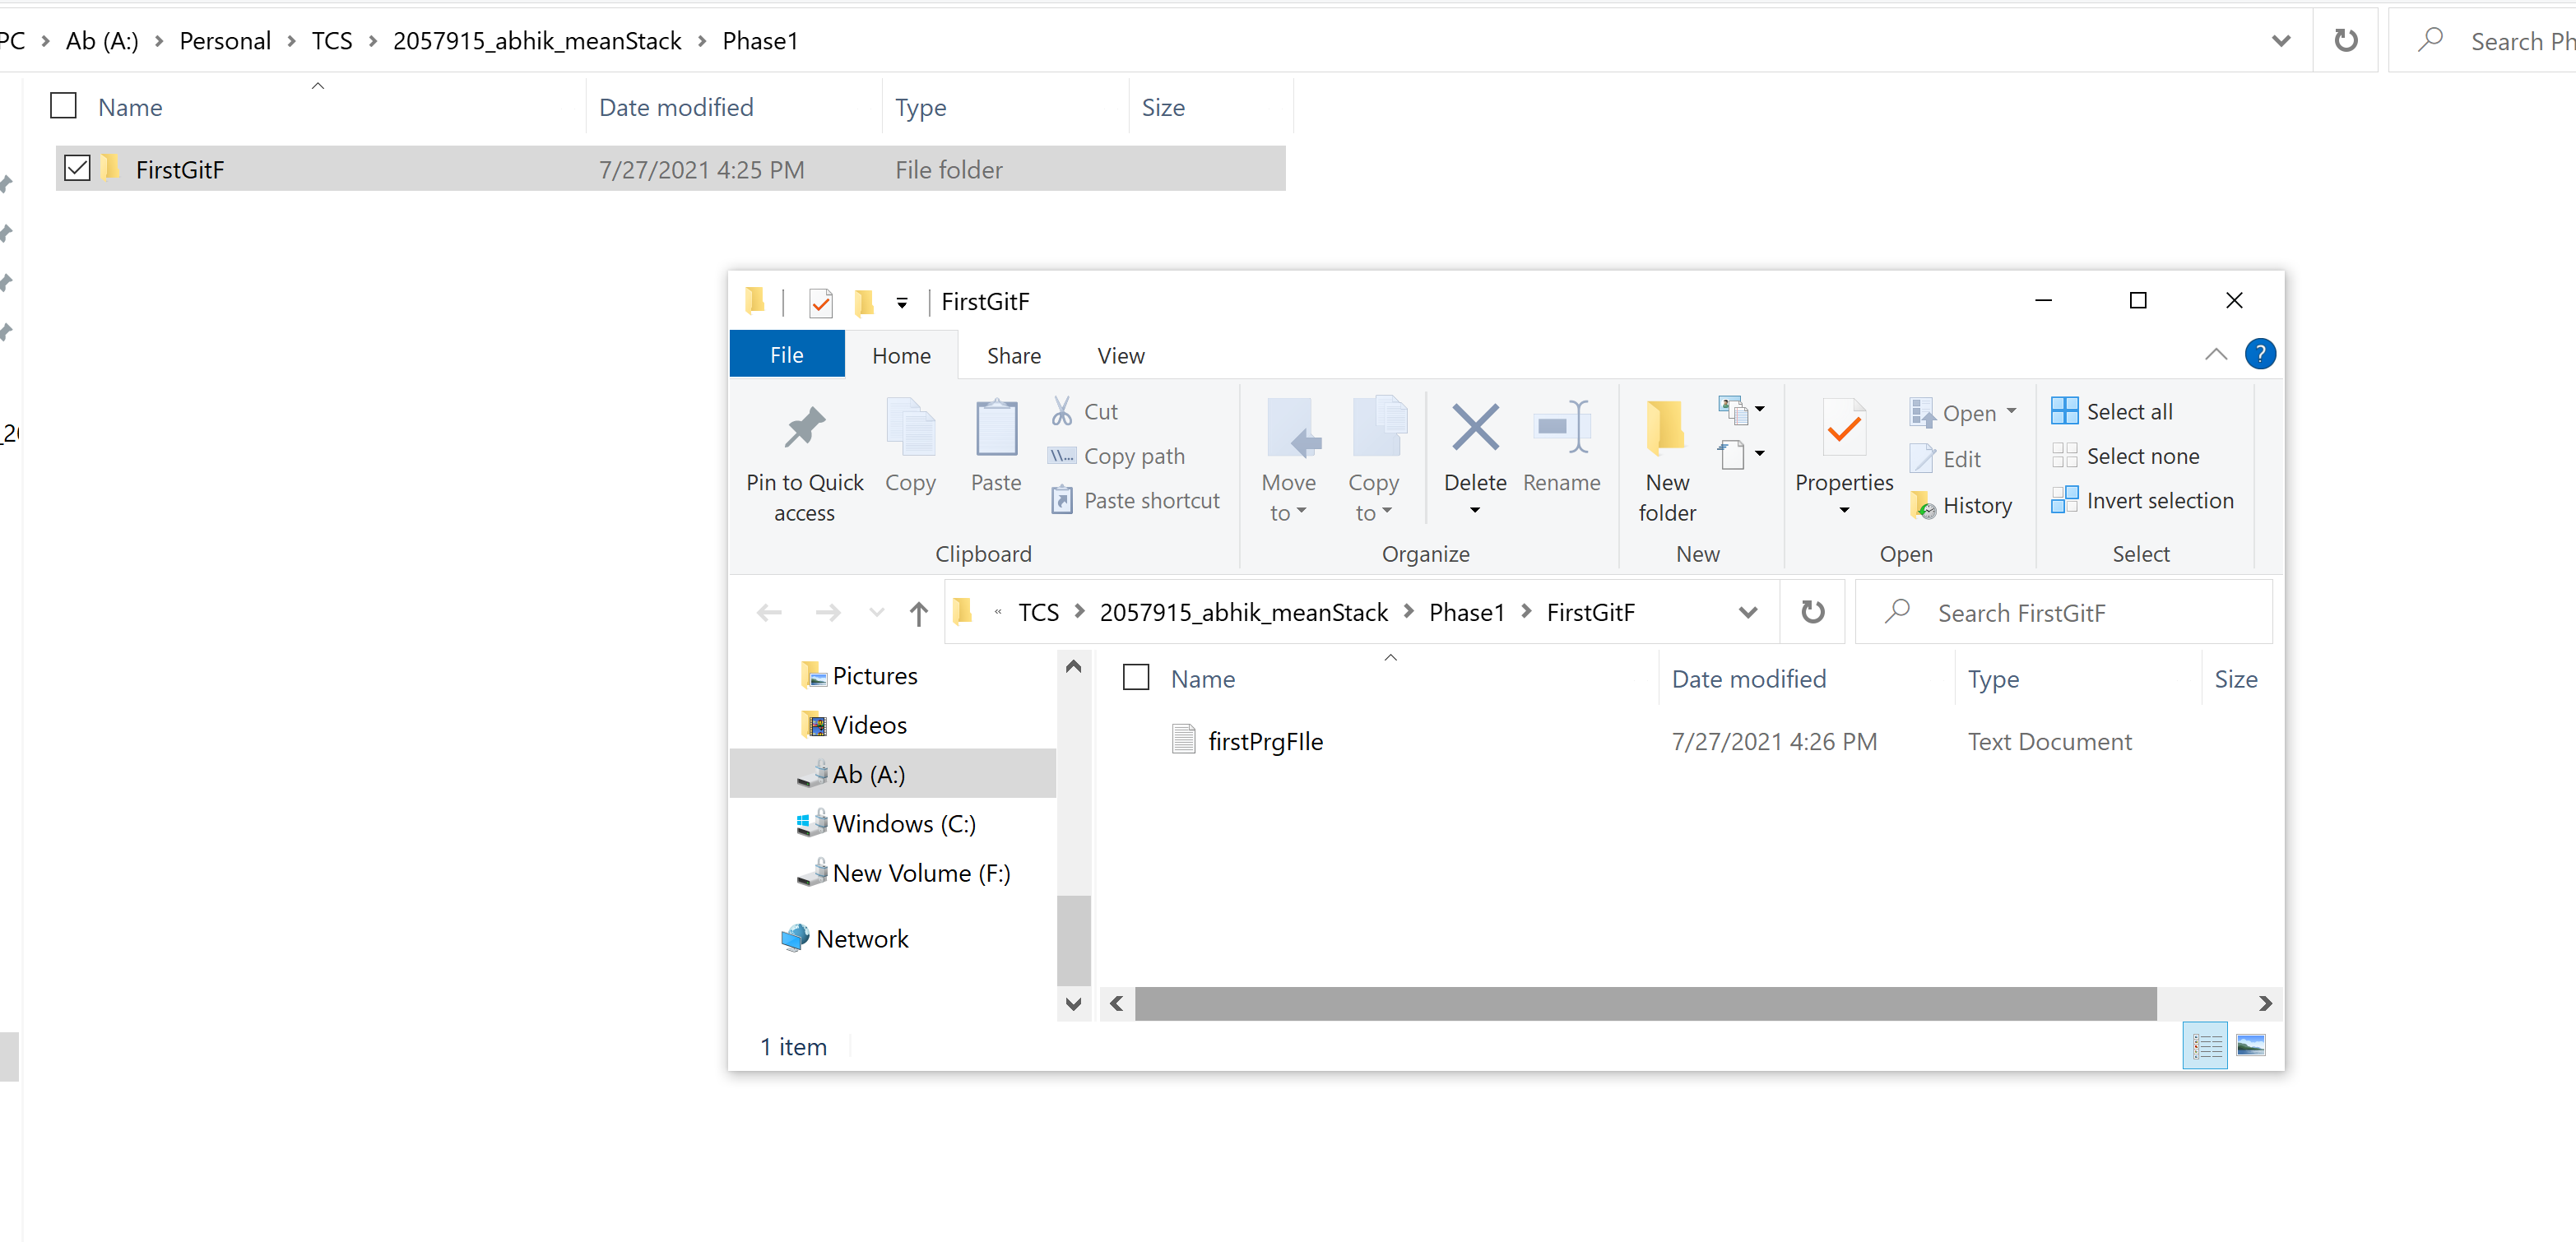 PC > Ab (A:) > Personal > TCS > 2057915_abhik_meanStack > Phase1
Search Ph
Name Date modified Type Size
FirstGitF 7/27/2021 4:25 PM File folder
_20
FirstGitF
File Home Share View
?
Pin to Quick access
Copy
Paste
Cut
Copy path
Paste shortcut
Clipboard
Move to
Copy to
Delete
Rename
Organize
New folder
New
Properties
Open
Edit
History
Open
Select all
Select none
Invert selection
Select
« TCS > 2057915_abhik_meanStack > Phase1 > FirstGitF
Search FirstGitF
Pictures
Videos
Ab (A:)
Windows (C:)
New Volume (F:)
Network
Name Date modified Type Size
firstPrgFIle 7/27/2021 4:26 PM Text Document
1 item